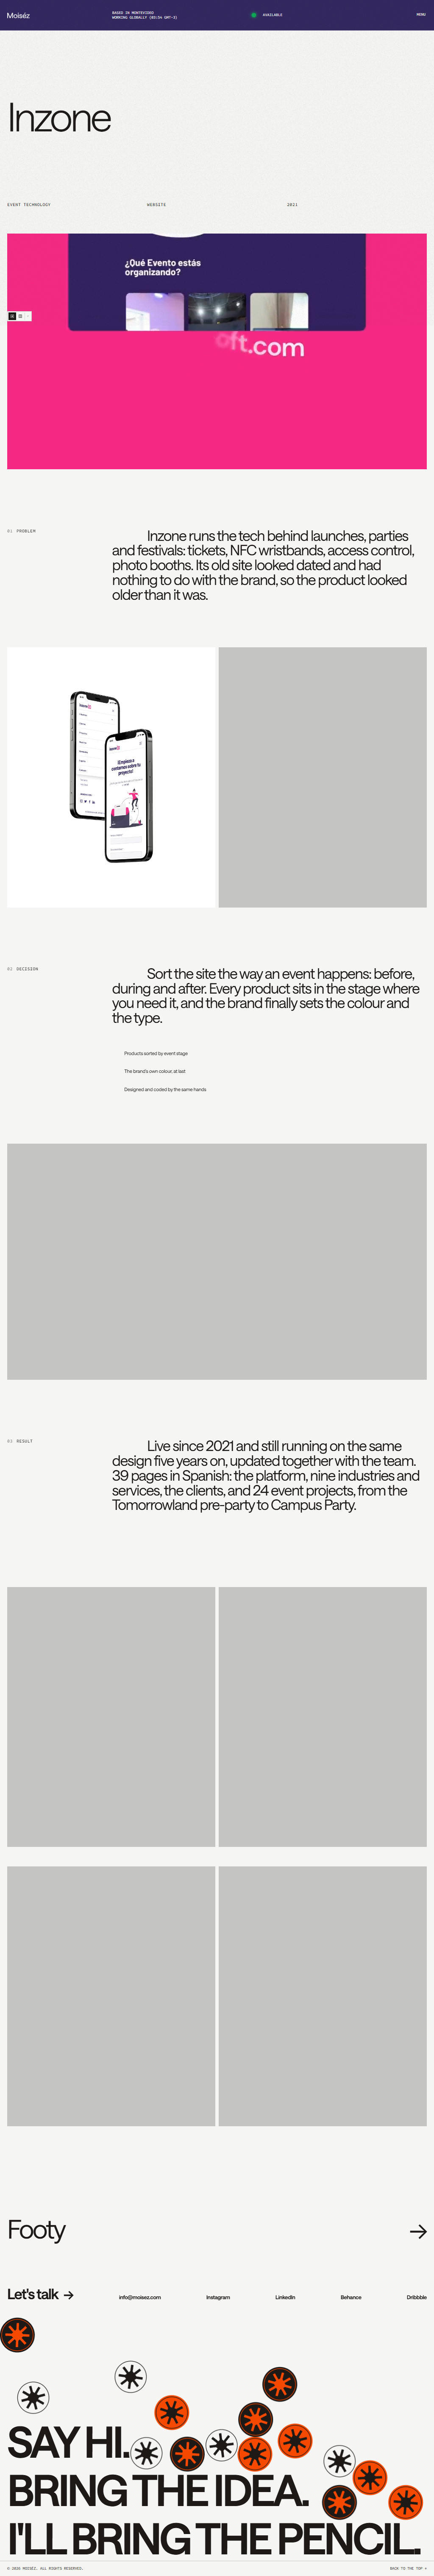 Moiséz
BASED IN MONTEVIDEO
WORKING GLOBALLY (03:34 GMT-3)
AVAILABLE
MENU
Inzone
EVENT TECHNOLOGY
WEBSITE
2021
¿Qué Evento estás
organizando?
oft.com
01 PROBLEM
Inzone runs the tech behind launches, parties
and festivals: tickets, NFC wristbands, access control,
photo booths. Its old site looked dated and had
nothing to do with the brand, so the product looked
older than it was.
¡Empieza a
contarnos sobre tu
proyecto!
02 DECISION
Sort the site the way an event happens: before,
during and after. Every product sits in the stage where
you need it, and the brand finally sets the colour and
the type.
Products sorted by event stage
The brand's own colour, at last
Designed and coded by the same hands
03 RESULT
Live since 2021 and still running on the same
design five years on, updated together with the team.
39 pages in Spanish: the platform, nine industries and
services, the clients, and 24 event projects, from the
Tomorrowland pre-party to Campus Party.
Footy
Let's talk
info@moisez.com
Instagram
LinkedIn
Behance
Dribbble
SAY HI.
BRING THE IDEA.
I'LL BRING THE PENCIL.
© 2026 MOISÉZ. ALL RIGHTS RESERVED.
BACK TO THE TOP